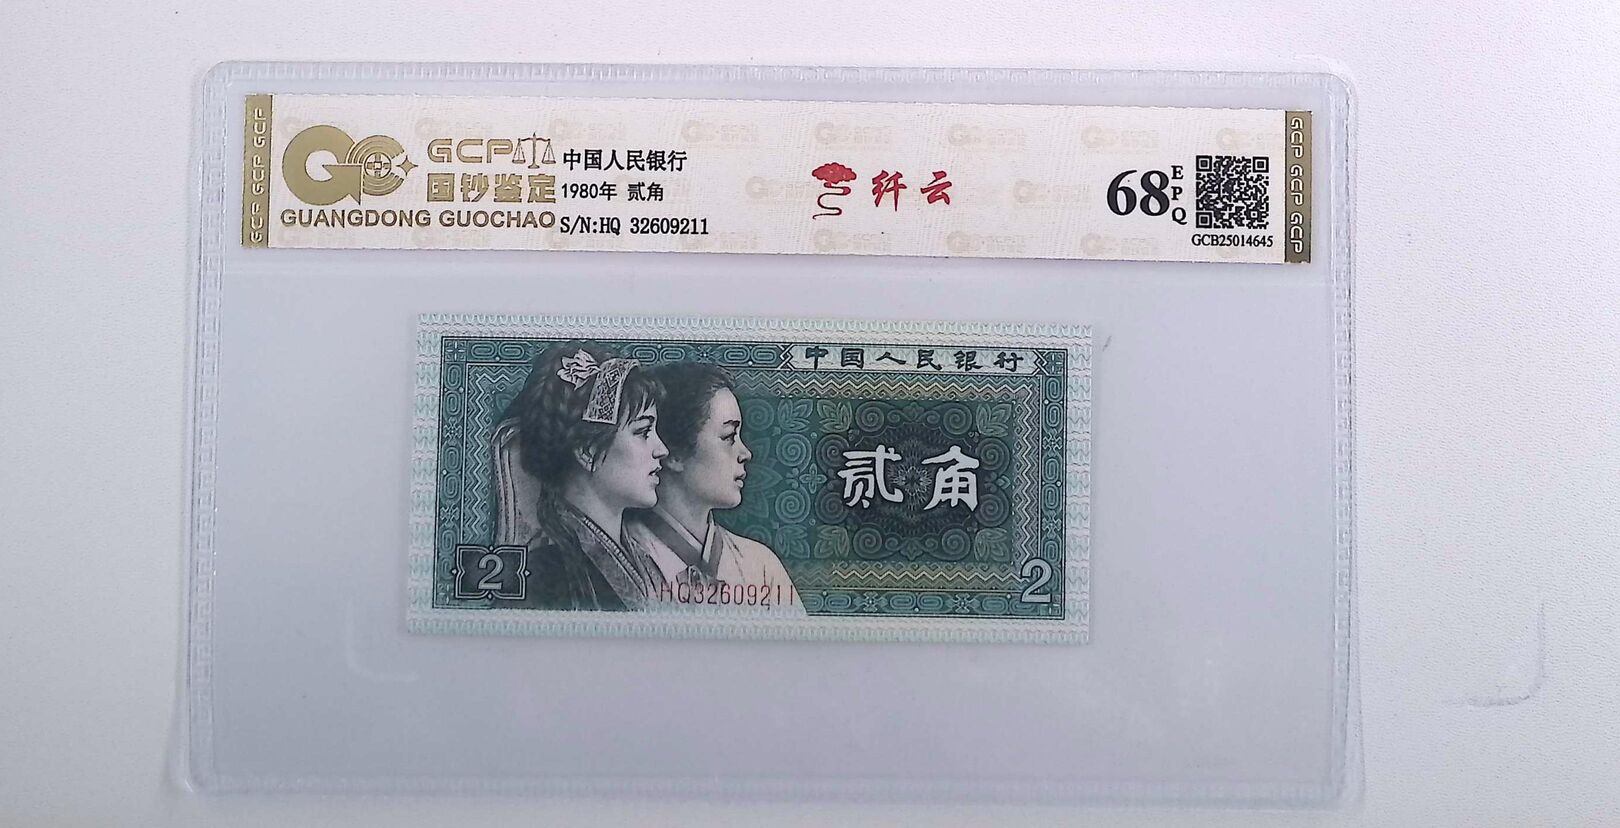 GCP GCP GCP
GCP
国钞鉴定
GUANGDONG GUOCHAO
中国人民银行
1980年 贰角
S/N:HQ 32609211
纤云
68
EPQ
GCB25014645
GCP GCP GCP
中国人民银行
贰角
2
HQ32609211
2